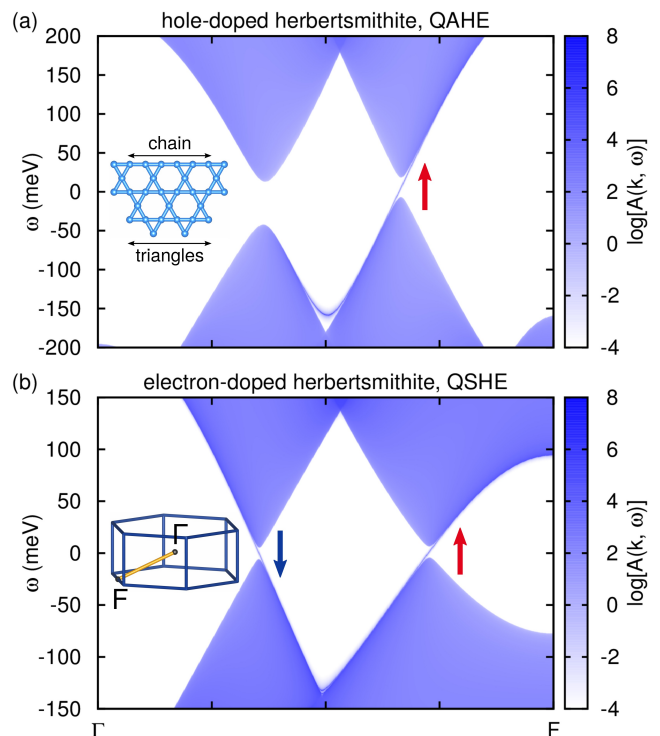 (a) hole-doped herbertsmithite, QAHE
200
150
100
50
0
-50
-100
-150
-200
ω (meV)
chain
triangles
8
6
4
2
0
-2
-4
log[A(k, ω)]
(b) electron-doped herbertsmithite, QSHE
150
100
50
0
-50
-100
-150
ω (meV)
Γ
F
8
6
4
2
0
-2
-4
log[A(k, ω)]
Γ F